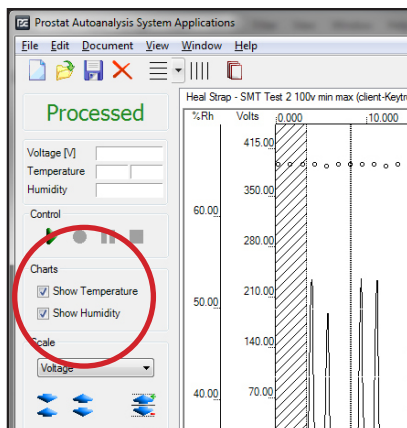 Prostat Autoanalysis System Applications
File Edit Document View Window Help
Processed
Voltage [V]
Temperature
Humidity
Control
Charts
Show Temperature
Show Humidity
Scale
Voltage
Heal Strap - SMT Test 2 100v min max (client-Keytr
%Rh Volts 0.000 10.000
415.00
350.00
60.00
280.00
210.00
50.00
140.00
70.00
40.00